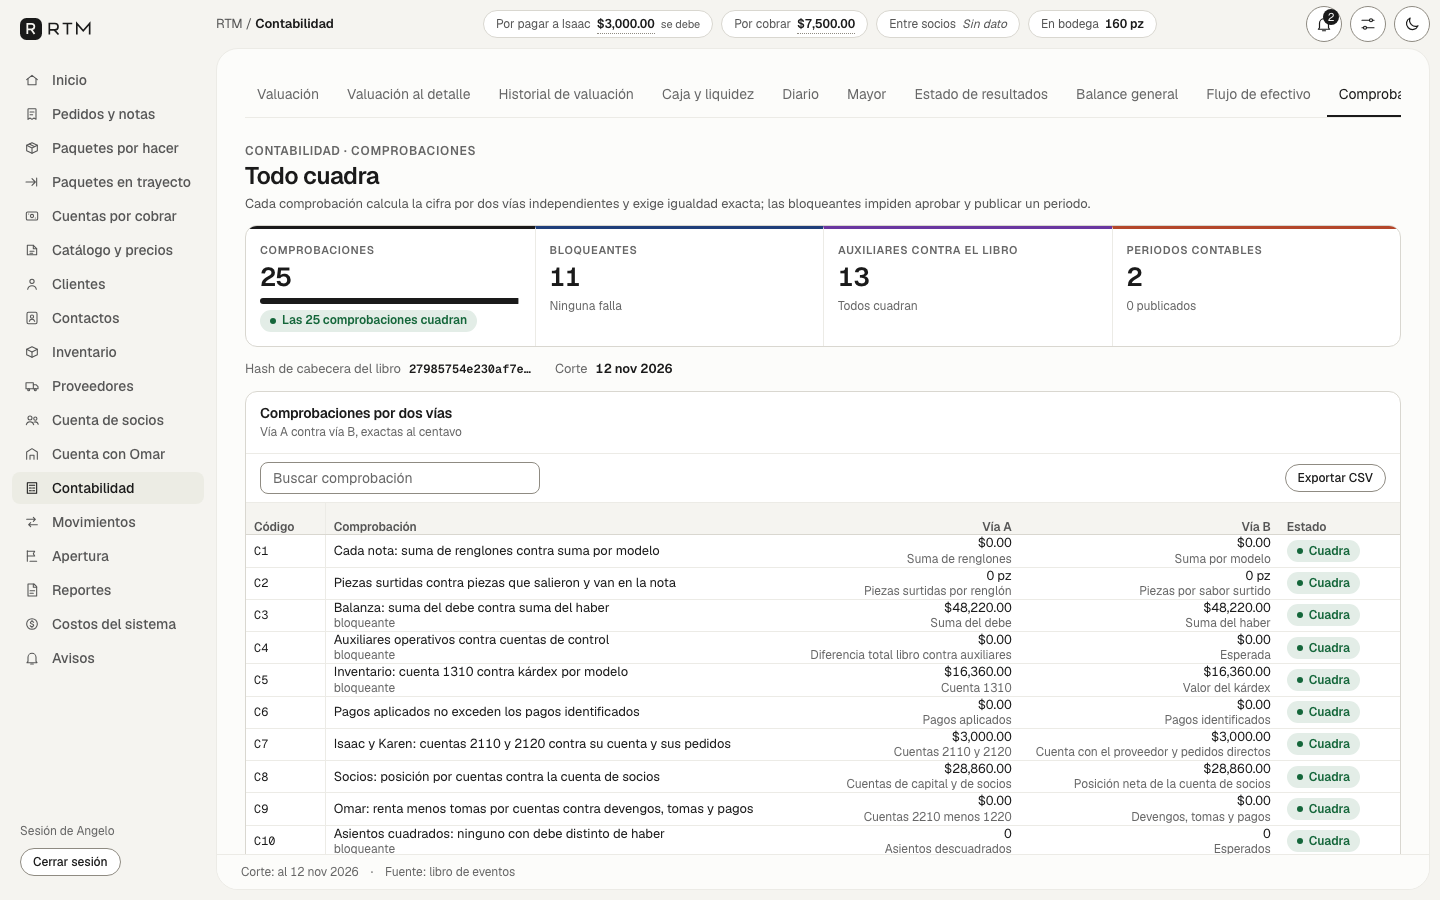 RTM
RTM / Contabilidad
Por pagar a Isaac $3,000.00 se debe
Por cobrar $7,500.00
Entre socios Sin dato
En bodega 160 pz
2
Inicio
Pedidos y notas
Paquetes por hacer
Paquetes en trayecto
Cuentas por cobrar
Catálogo y precios
Clientes
Contactos
Inventario
Proveedores
Cuenta de socios
Cuenta con Omar
Contabilidad
Movimientos
Apertura
Reportes
Costos del sistema
Avisos
Sesión de Angelo
Cerrar sesión
Valuación Valuación al detalle Historial de valuación Caja y liquidez Diario Mayor Estado de resultados Balance general Flujo de efectivo Comproba
CONTABILIDAD · COMPROBACIONES
Todo cuadra
Cada comprobación calcula la cifra por dos vías independientes y exige igualdad exacta; las bloqueantes impiden aprobar y publicar un periodo.
COMPROBACIONES
25
Las 25 comprobaciones cuadran
BLOQUEANTES
11
Ninguna falla
AUXILIARES CONTRA EL LIBRO
13
Todos cuadran
PERIODOS CONTABLES
2
0 publicados
Hash de cabecera del libro 27985754e230af7e… Corte 12 nov 2026
Comprobaciones por dos vías
Vía A contra vía B, exactas al centavo
Buscar comprobación
Exportar CSV
Código Comprobación Vía A Vía B Estado
C1 Cada nota: suma de renglones contra suma por modelo $0.00 $0.00 Cuadra
Suma de renglones Suma por modelo
C2 Piezas surtidas contra piezas que salieron y van en la nota 0 pz 0 pz Cuadra
Piezas surtidas por renglón Piezas por sabor surtido
C3 Balanza: suma del debe contra suma del haber $48,220.00 $48,220.00 Cuadra
bloqueante Suma del debe Suma del haber
C4 Auxiliares operativos contra cuentas de control $0.00 $0.00 Cuadra
bloqueante Diferencia total libro contra auxiliares Esperada
C5 Inventario: cuenta 1310 contra kárdex por modelo $16,360.00 $16,360.00 Cuadra
bloqueante Cuenta 1310 Valor del kárdex
C6 Pagos aplicados no exceden los pagos identificados $0.00 $0.00 Cuadra
Pagos aplicados Pagos identificados
C7 Isaac y Karen: cuentas 2110 y 2120 contra su cuenta y sus pedidos $3,000.00 $3,000.00 Cuadra
Cuentas 2110 y 2120 Cuenta con el proveedor y pedidos directos
C8 Socios: posición por cuentas contra la cuenta de socios $28,860.00 $28,860.00 Cuadra
Cuentas de capital y de socios Posición neta de la cuenta de socios
C9 Omar: renta menos tomas por cuentas contra devengos, tomas y pagos $0.00 $0.00 Cuadra
Cuentas 2210 menos 1220 Devengos, tomas y pagos
C10 Asientos cuadrados: ninguno con debe distinto de haber 0 0 Cuadra
bloqueante Asientos descuadrados Esperados
Corte: al 12 nov 2026 · Fuente: libro de eventos